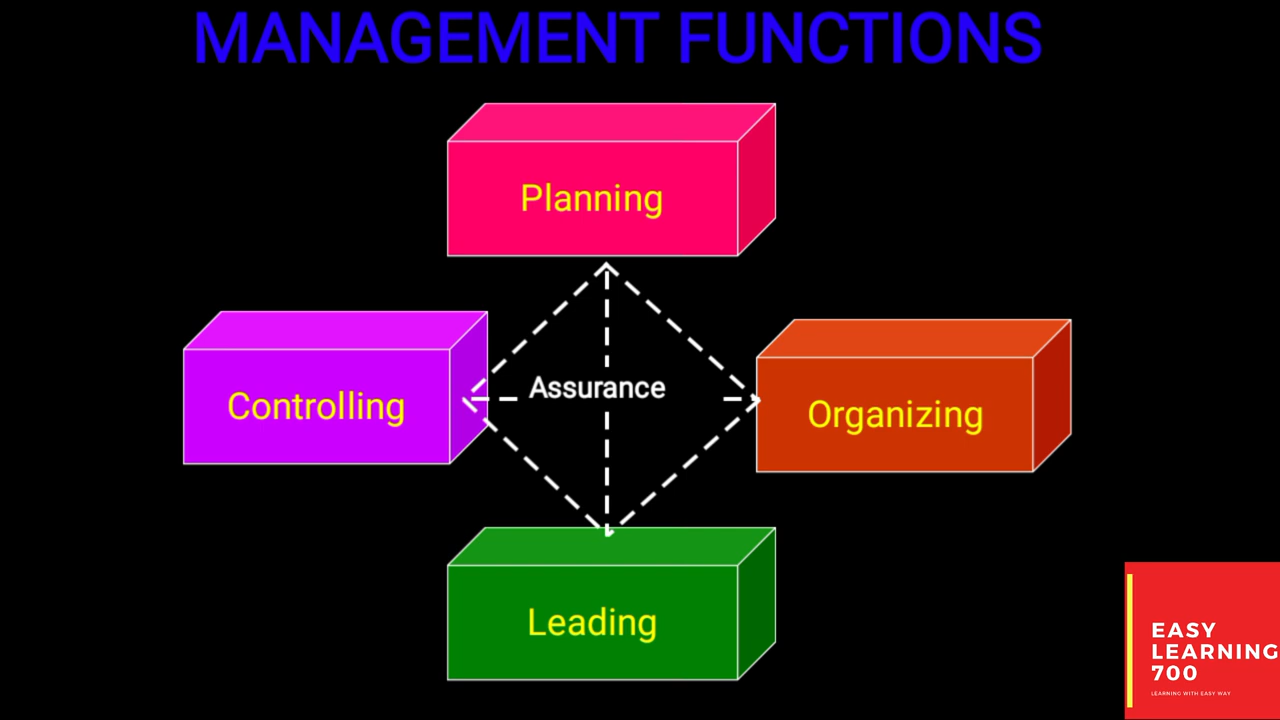 MANAGEMENT FUNCTIONS
Planning
Controlling
Assurance
Organizing
Leading
EASY
LEARNING
700
LEARNING WITH EASY WAY